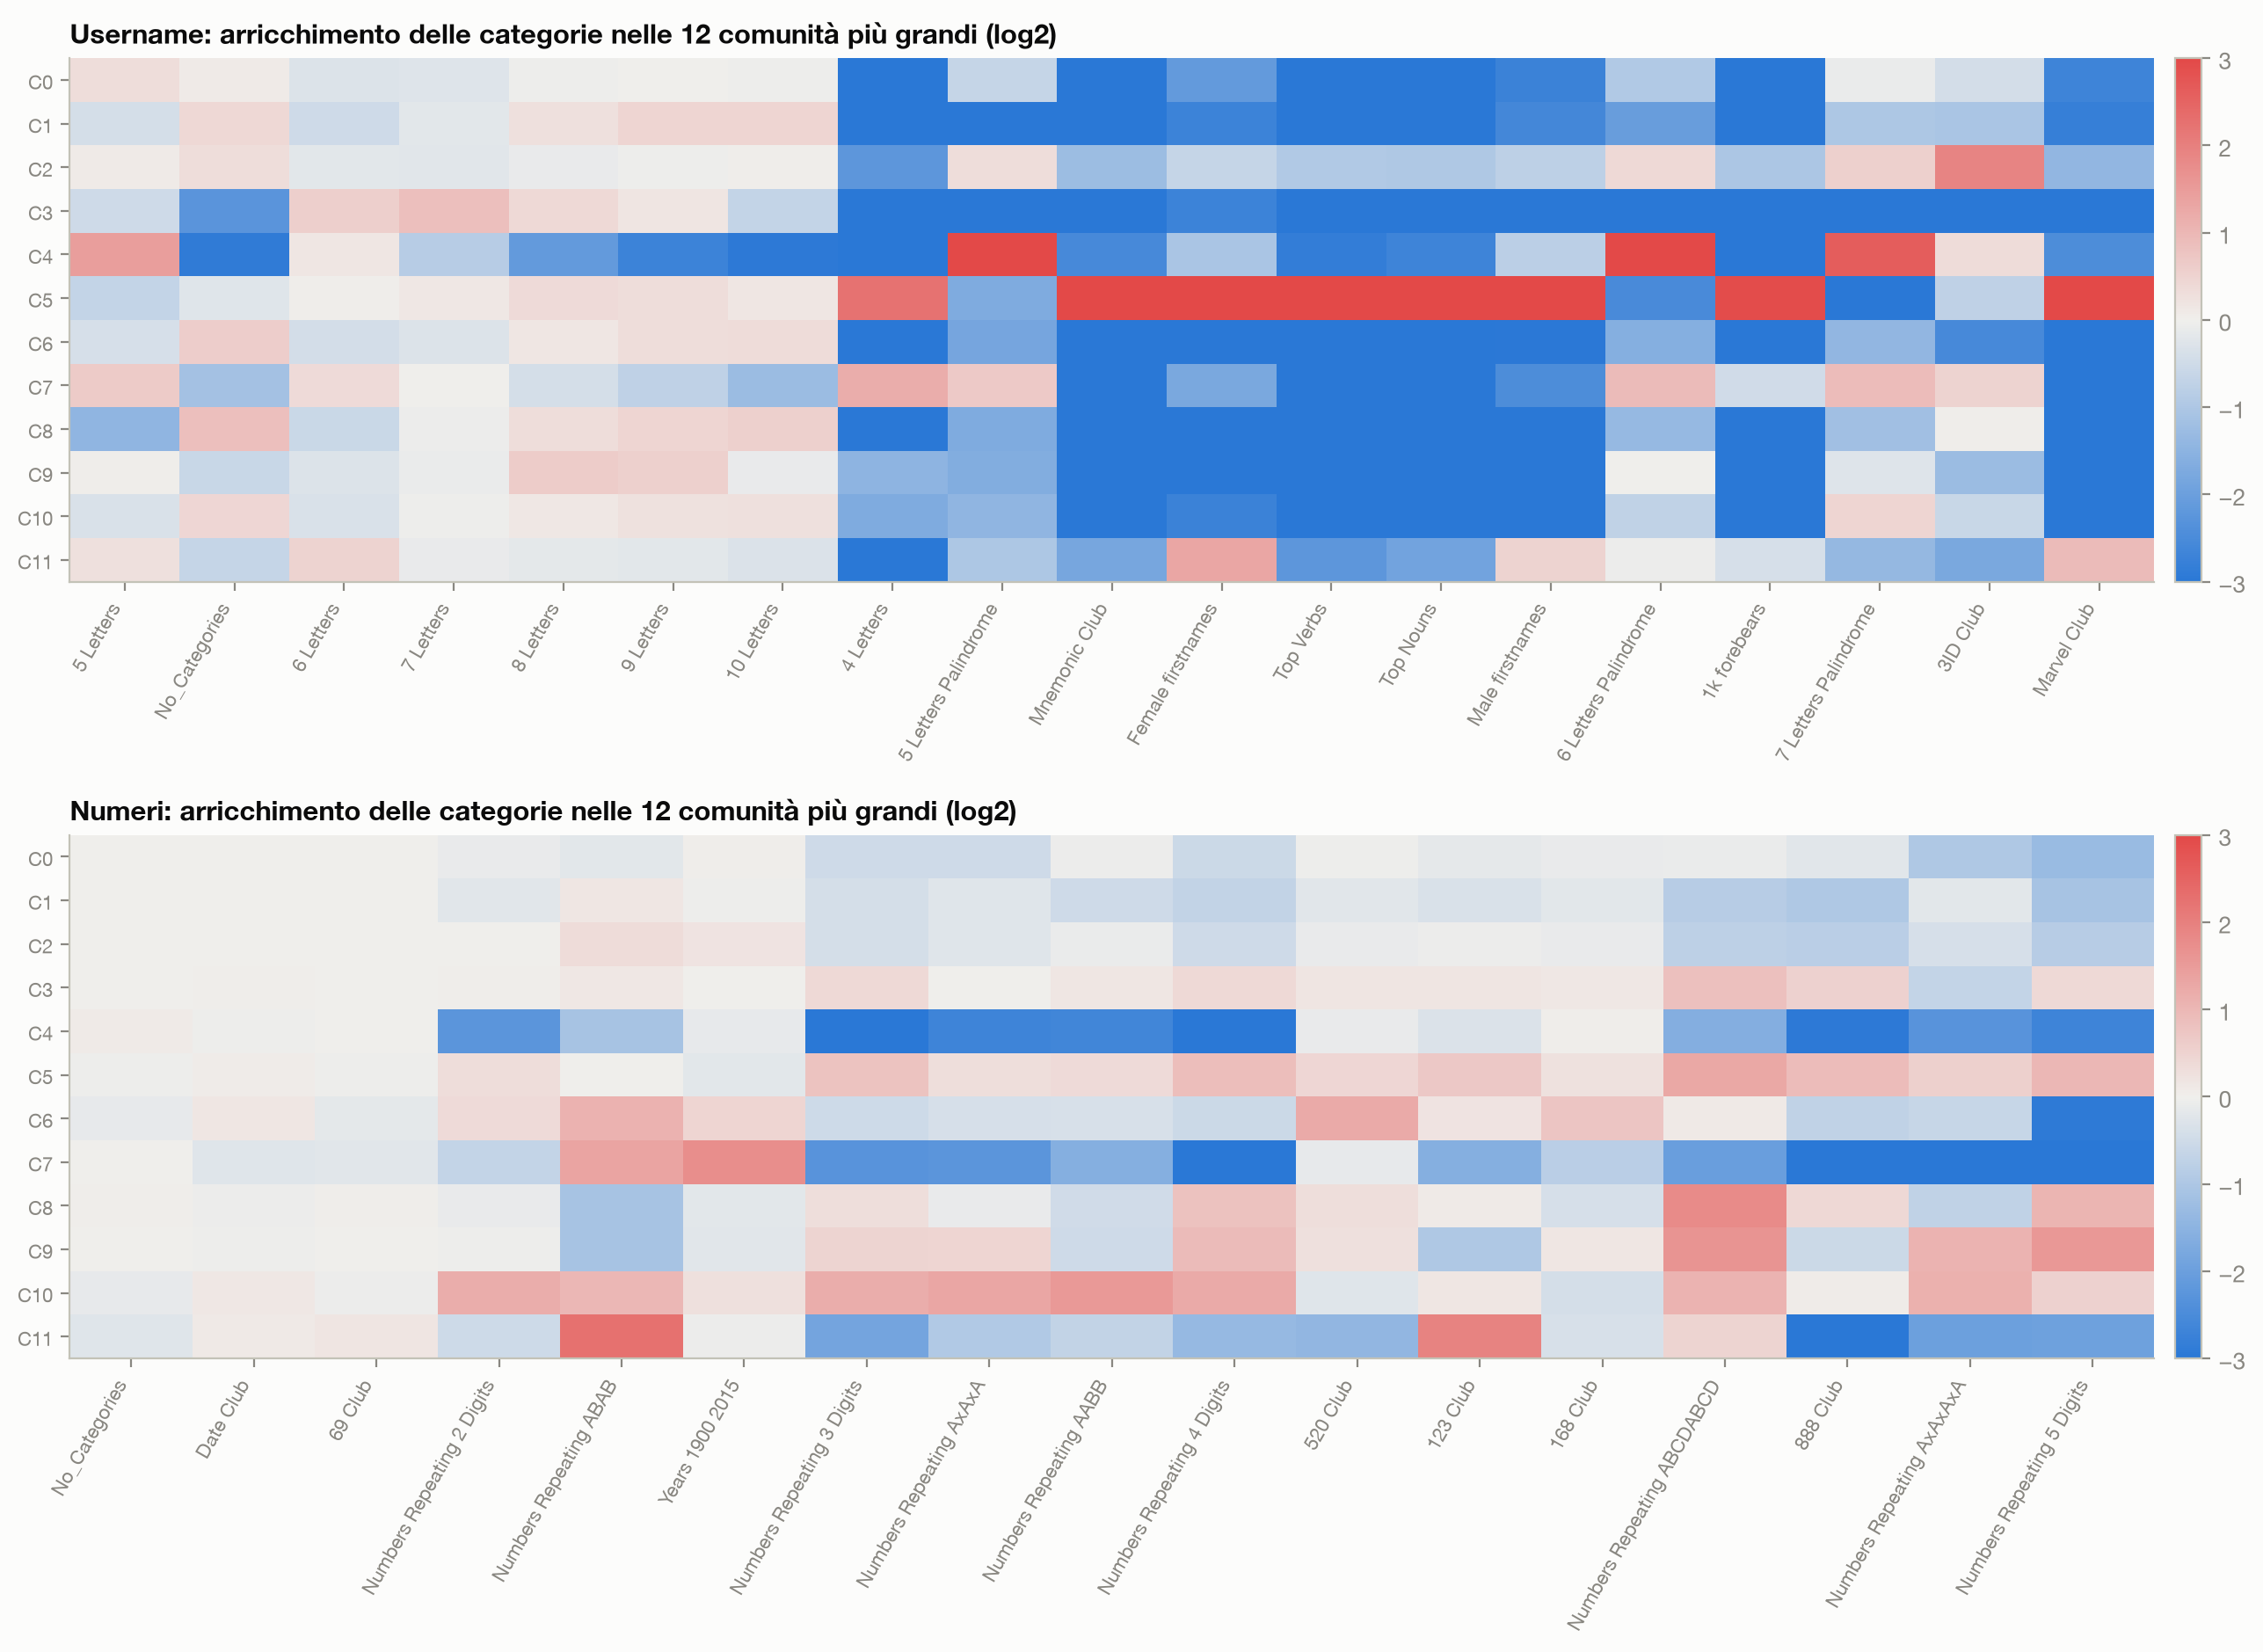 Username: arricchimento delle categorie nelle 12 comunità più grandi (log2)
C0
C1
C2
C3
C4
C5
C6
C7
C8
C9
C10
C11
3
2
1
0
−1
−2
−3
5 Letters
No_Categories
6 Letters
7 Letters
8 Letters
9 Letters
10 Letters
4 Letters
5 Letters Palindrome
Mnemonic Club
Female firstnames
Top Verbs
Top Nouns
Male firstnames
6 Letters Palindrome
1k forebears
7 Letters Palindrome
3ID Club
Marvel Club
Numeri: arricchimento delle categorie nelle 12 comunità più grandi (log2)
C0
C1
C2
C3
C4
C5
C6
C7
C8
C9
C10
C11
3
2
1
0
−1
−2
−3
No_Categories
Date Club
69 Club
Numbers Repeating 2 Digits
Numbers Repeating ABAB
Years 1900 2015
Numbers Repeating 3 Digits
Numbers Repeating AxAxA
Numbers Repeating AABB
Numbers Repeating 4 Digits
520 Club
123 Club
168 Club
Numbers Repeating ABCDABCD
888 Club
Numbers Repeating AxAxAxA
Numbers Repeating 5 Digits